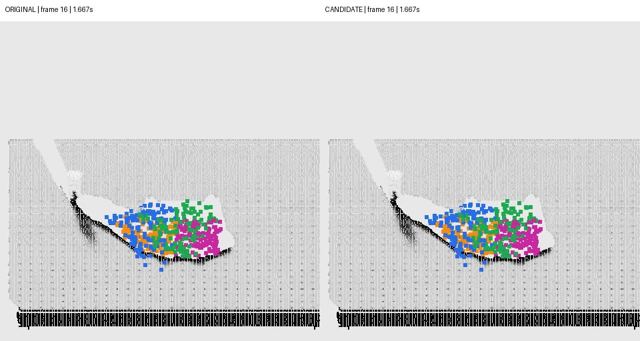 ORIGINAL | frame 16 | 1.667s
CANDIDATE | frame 16 | 1.667s